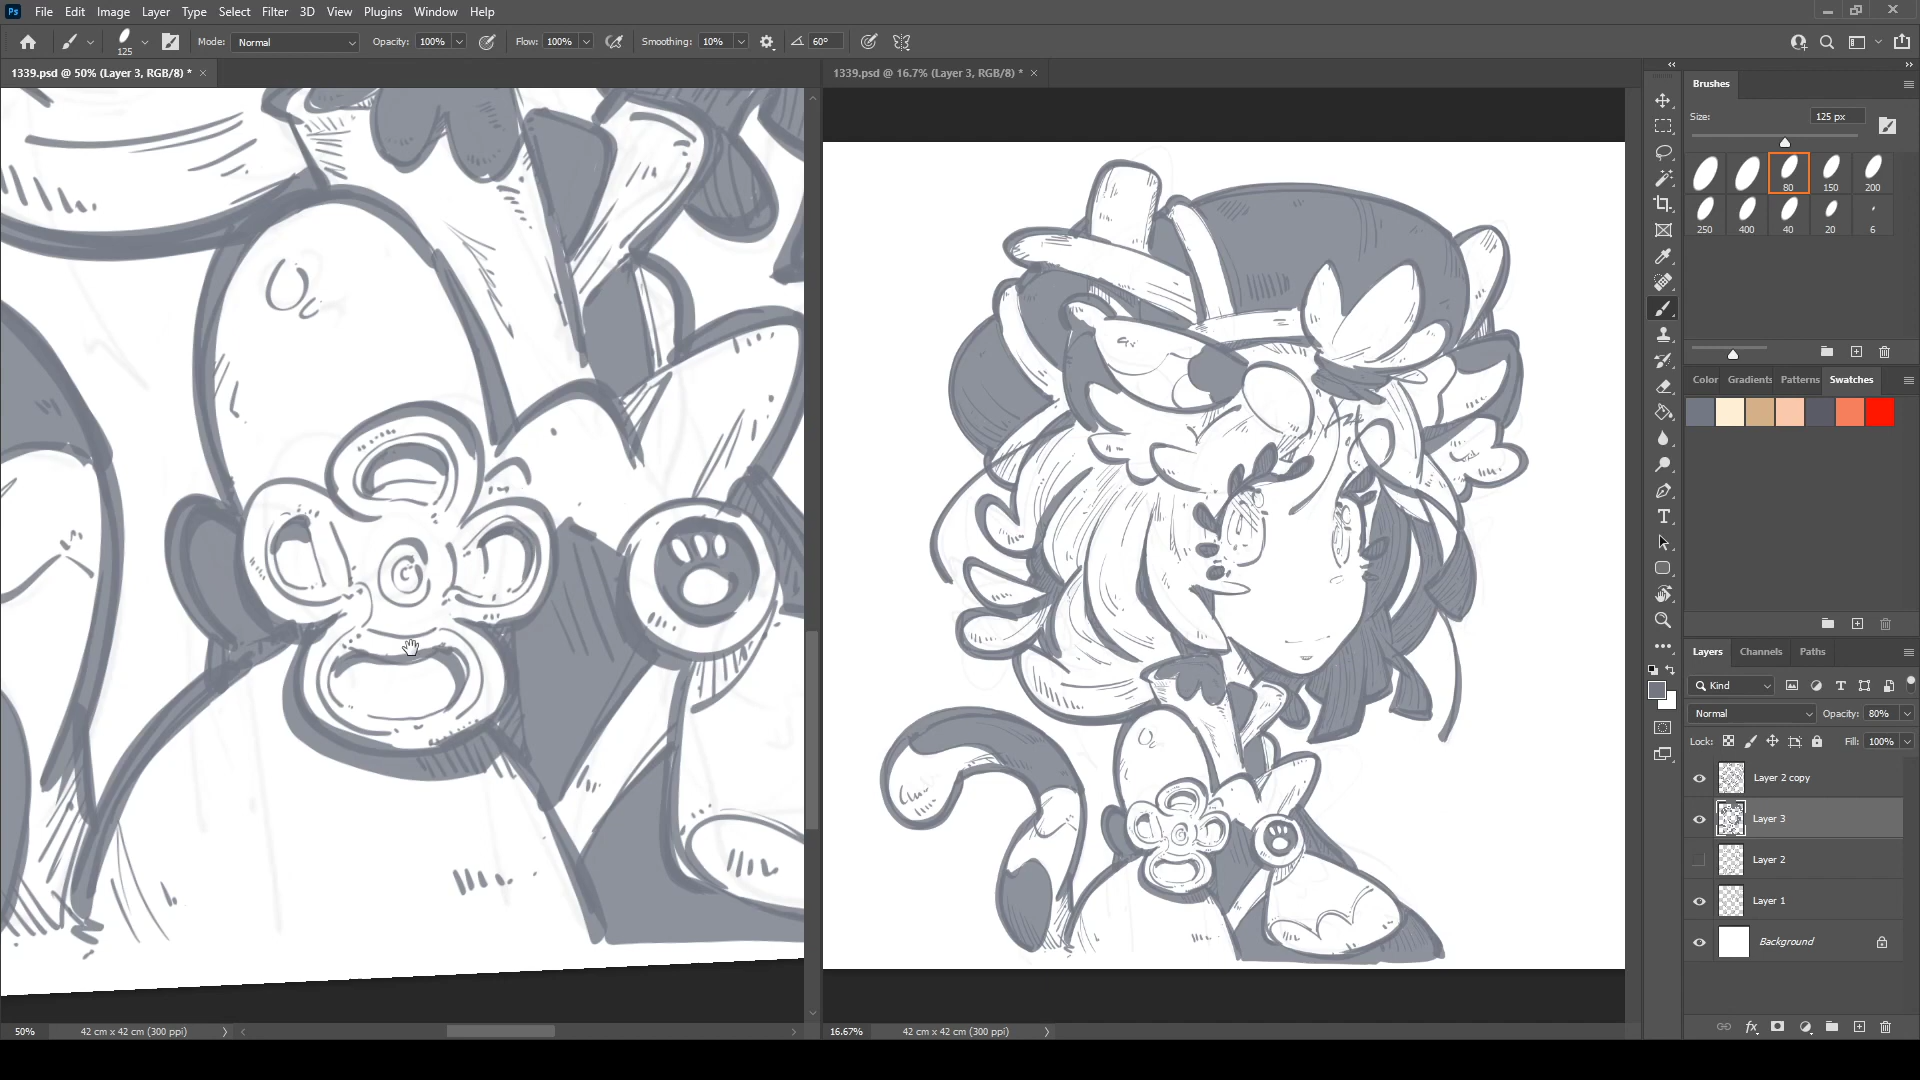 Ps File Edit Image Layer Type Select Filter 3D View Plugins Window Help
125 Mode: Normal Opacity: 100% Flow: 100% Smoothing: 10% 60°
1339.psd @ 50% (Layer 3, RGB/8) * 1339.psd @ 16.7% (Layer 3, RGB/8) *
Brushes
Size: 125 px
80 150 200
250 400 40 20 6
Color Gradients Patterns Swatches
Layers Channels Paths
Kind
Normal Opacity: 80%
Lock: Fill: 100%
Layer 2 copy
Layer 3
Layer 2
Layer 1
Background
50% 42 cm x 42 cm (300 ppi) 16.67% 42 cm x 42 cm (300 ppi)